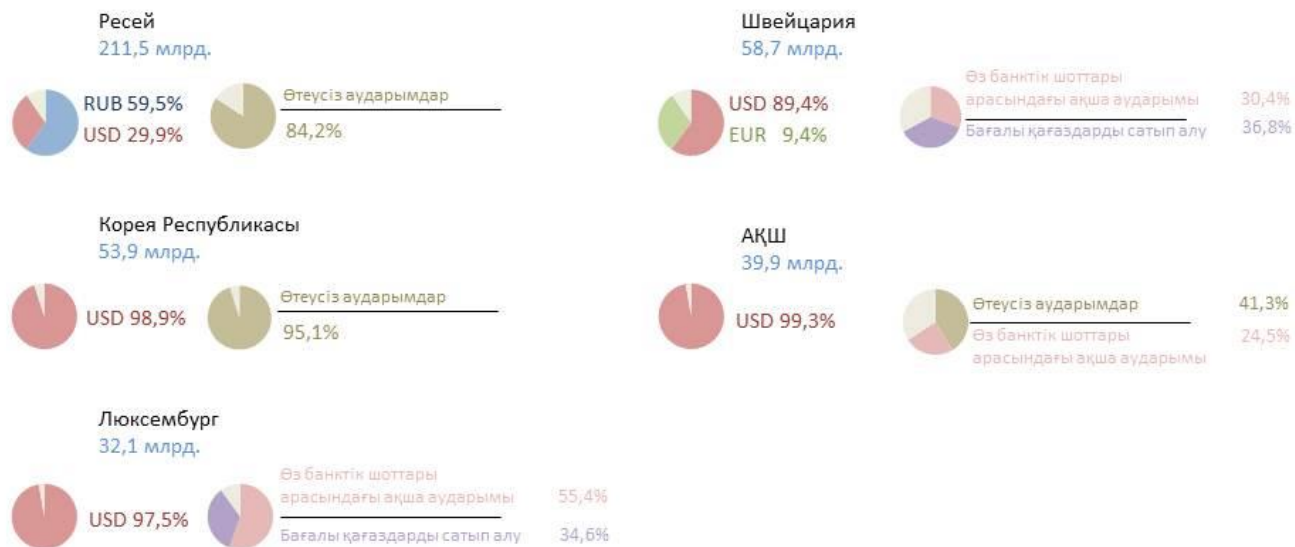 Ресей
211,5 млрд.
RUB 59,5%
USD 29,9%
Өтеусіз аударымдар
84,2%
Швейцария
58,7 млрд.
USD 89,4%
EUR 9,4%
Өз банктік шоттары
арасындағы ақша аударымы 30,4%
Бағалы қағаздарды сатып алу 36,8%
Корея Республикасы
53,9 млрд.
USD 98,9%
Өтеусіз аударымдар
95,1%
АҚШ
39,9 млрд.
USD 99,3%
Өтеусіз аударымдар 41,3%
Өз банктік шоттары 24,5%
арасындағы ақша аударымы
Люксембург
32,1 млрд.
USD 97,5%
Өз банктік шоттары
арасындағы ақша аударымы 55,4%
Бағалы қағаздарды сатып алу 34,6%